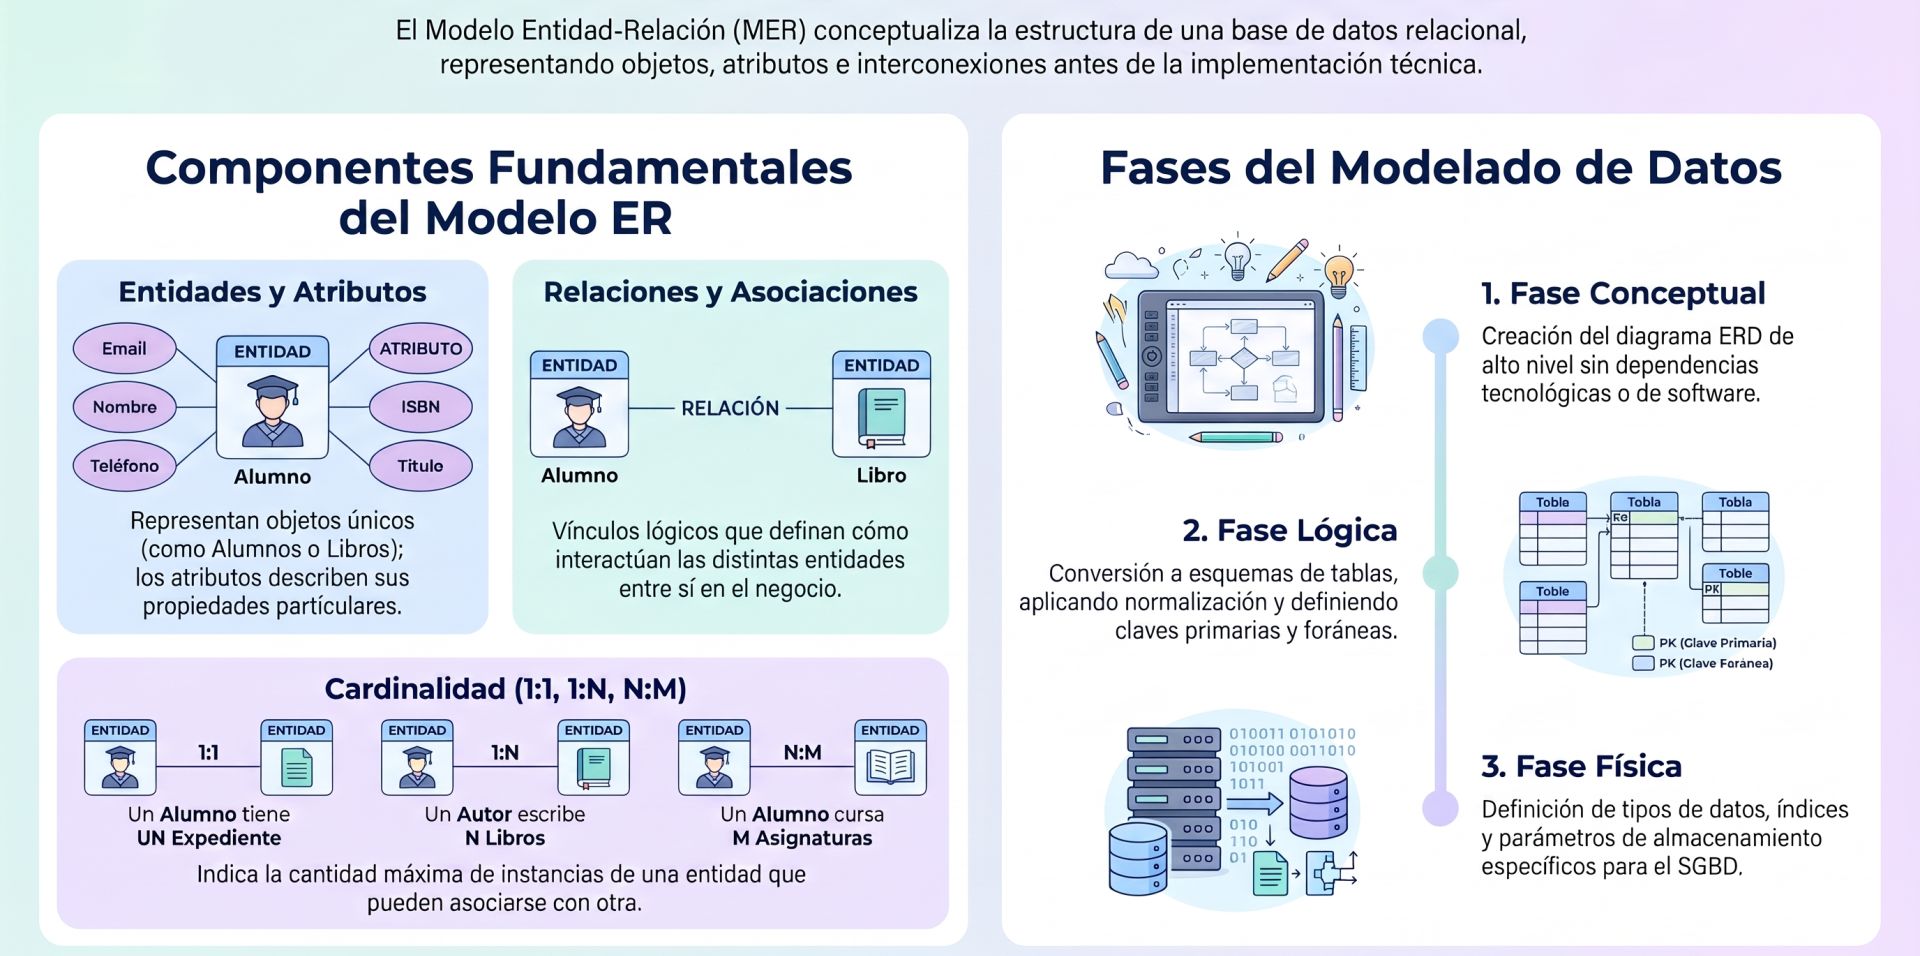 El Modelo Entidad-Relación (MER) conceptualiza la estructura de una base de datos relacional,
representando objetos, atributos e interconexiones antes de la implementación técnica.
Componentes Fundamentales
del Modelo ER
Entidades y Atributos
Email
Nombre
Teléfono
ENTIDAD
Alumno
ATRIBUTO
ISBN
Titulo
Representan objetos únicos
(como Alumnos o Libros);
los atributos describen sus
propiedades partículares.
Relaciones y Asociaciones
ENTIDAD
Alumno
RELACIÓN
ENTIDAD
Libro
Vínculos lógicos que definan cómo
interactúan las distintas entidades
entre sí en el negocio.
Cardinalidad (1:1, 1:N, N:M)
ENTIDAD
1:1
ENTIDAD
Un Alumno tiene
UN Expediente
ENTIDAD
1:N
ENTIDAD
Un Autor escribe
N Libros
ENTIDAD
N:M
ENTIDAD
Un Alumno cursa
M Asignaturas
Indica la cantidad máxima de instancias de una entidad que
pueden asociarse con otra.
Fases del Modelado de Datos
1. Fase Conceptual
Creación del diagrama ERD de
alto nivel sin dependencias
tecnológicas o de software.
2. Fase Lógica
Conversión a esquemas de tablas,
aplicando normalización y definiendo
claves primarias y foráneas.
Toble
Tobla
Tobla
Toble
Toble
PK
PK (Glave Primaria)
PK (Glave Foránea)
010011 0101010
010100 0011010
101001
1011
010
110
01
3. Fase Física
Definición de tipos de datos, índices
y parámetros de almacenamiento
específicos para el SGBD.